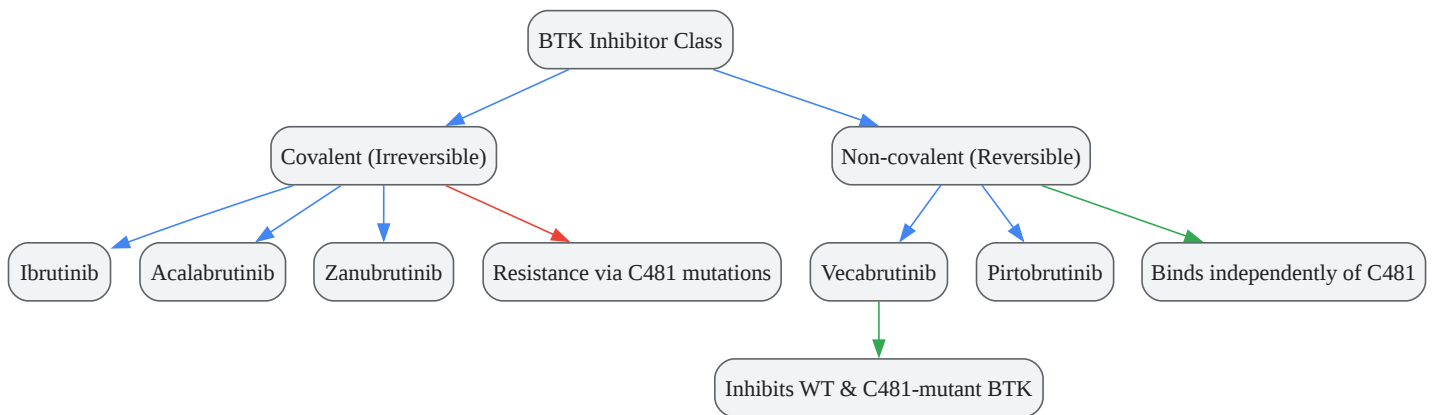 BTK Inhibitor Class
Covalent (Irreversible)
Non-covalent (Reversible)
Ibrutinib
Acalabrutinib
Zanubrutinib
Resistance via C481 mutations
Vecabrutinib
Pirtobrutinib
Binds independently of C481
Inhibits WT & C481-mutant BTK